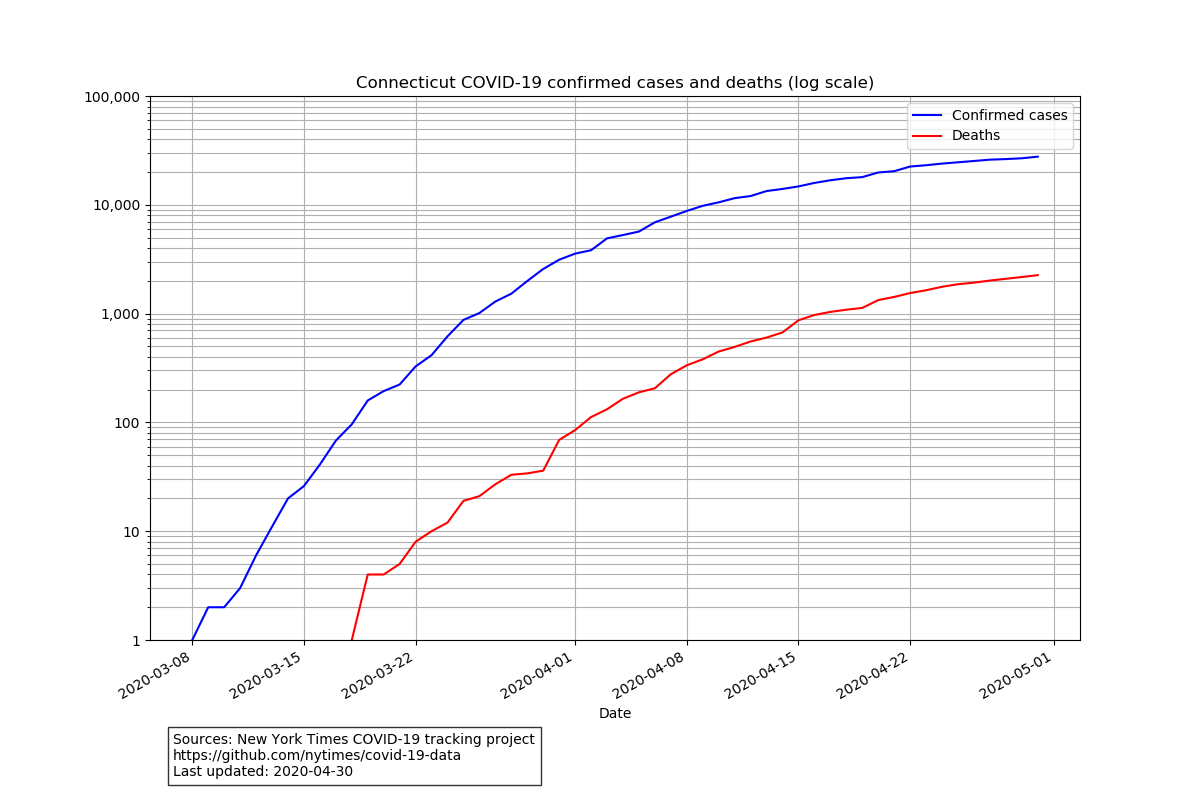 Connecticut COVID-19 confirmed cases and deaths (log scale)
100,000
10,000
1,000
100
10
1
Confirmed cases
Deaths
2020-03-08
2020-03-15
2020-03-22
2020-04-01
2020-04-08
2020-04-15
2020-04-22
2020-05-01
Date
Sources: New York Times COVID-19 tracking project
https://github.com/nytimes/covid-19-data
Last updated: 2020-04-30